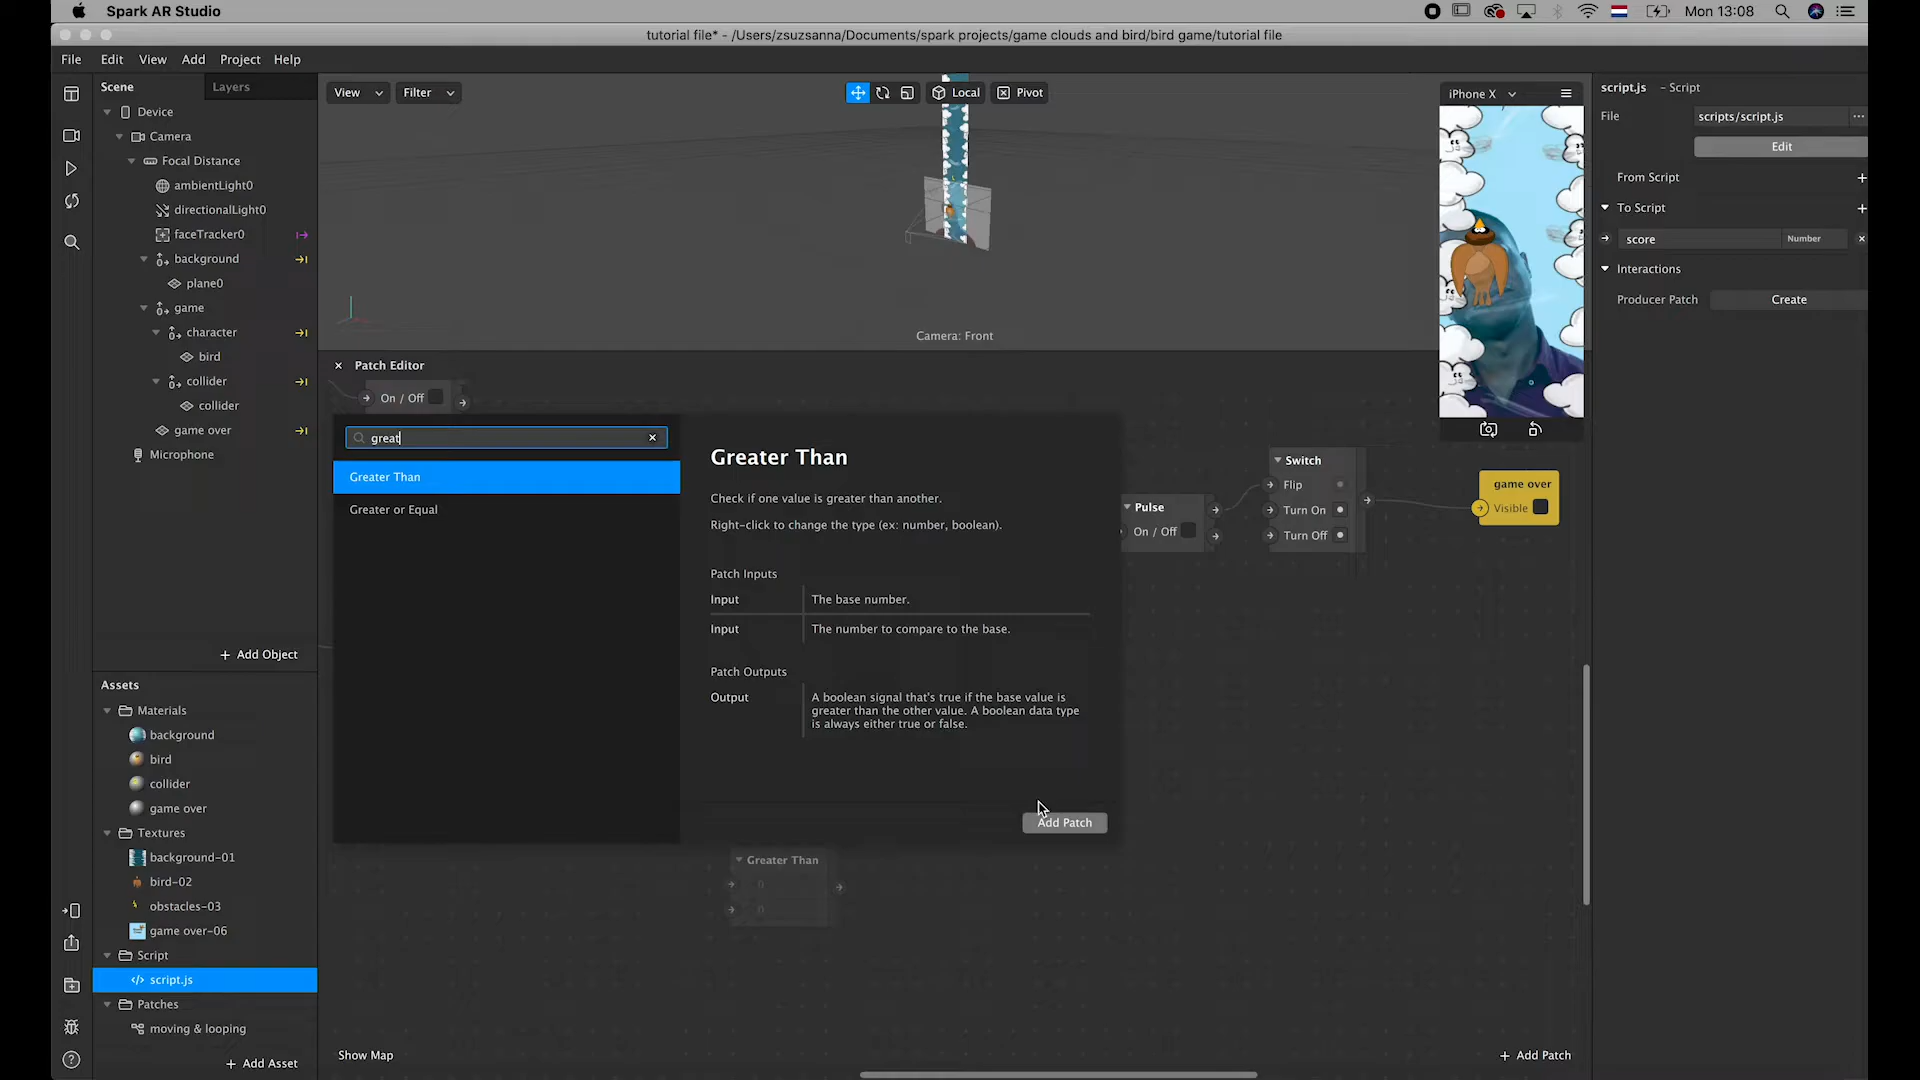 Spark AR Studio
Mon 13:08
tutorial file* - /Users/zsuzsanna/Documents/spark projects/game clouds and bird/bird game/tutorial file
File Edit View Add Project Help
Scene Layers
Device
Camera
Focal Distance
ambientLight0
directionalLight0
faceTracker0
background
plane0
game
character
bird
collider
collider
game over
Microphone
+ Add Object
Assets
Materials
background
bird
collider
game over
Textures
background-01
bird-02
obstacles-03
game over-06
Script
script.js
Patches
moving & looping
+ Add Asset
View Filter
Local Pivot
Camera: Front
iPhone X
Patch Editor
On / Off
great
Greater Than
Greater or Equal
Greater Than
Check if one value is greater than another.
Right-click to change the type (ex: number, boolean).
Patch Inputs
Input The base number.
Input The number to compare to the base.
Patch Outputs
Output A boolean signal that's true if the base value is
greater than the other value. A boolean data type
is always either true or false.
Add Patch
Greater Than
0
0
Pulse
On / Off
Switch
Flip
Turn On
Turn Off
game over
Visible
Show Map
+ Add Patch
script.js - Script
File scripts/script.js ...
Edit
From Script +
To Script +
score Number
Interactions
Producer Patch Create